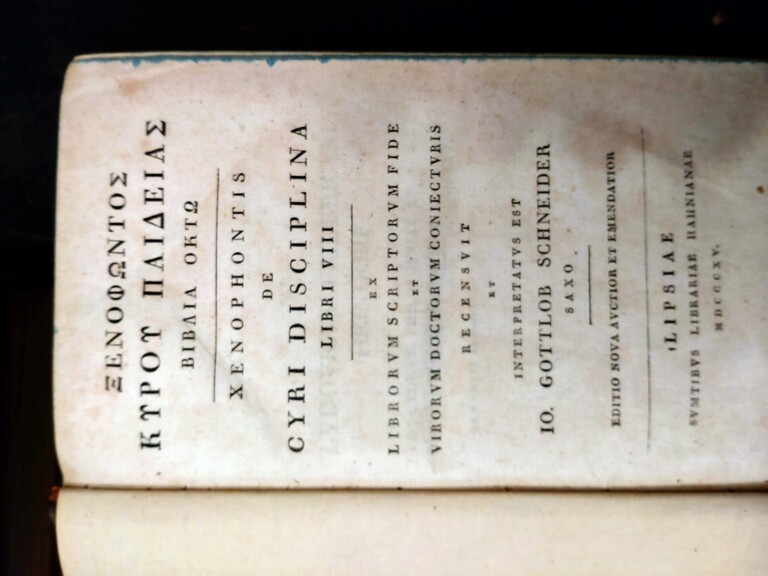 ΞΕΝΟΦΩΝΤΟΣ
ΚΥΡΟΥ ΠΑΙΔΕΙΑΣ
ΒΙΒΛΙΑ ΟΚΤΩ
XENOPHONTIS
DE
CYRI DISCIPLINA
LIBRI VIII
EX
LIBRORVM SCRIPTORVM FIDE
ET
VIRORVM DOCTORVM CONIECTVRIS
RECENSVIT
ET
INTERPRETATVS EST
IO. GOTTLOB SCHNEIDER
SAXO
EDITIO NOVA AVCTIOR ET EMENDATIOR
LIPSIAE
SVMTIBVS LIBRARIAE HAHNIANAE
MDCCCXV.